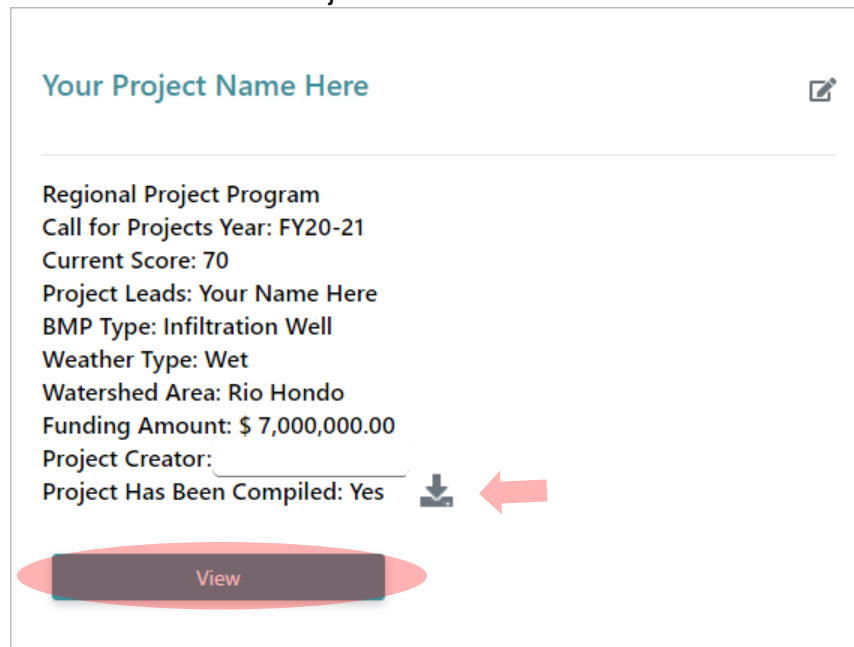 Your Project Name Here
Regional Project Program
Call for Projects Year: FY20-21
Current Score: 70
Project Leads: Your Name Here
BMP Type: Infiltration Well
Weather Type: Wet
Watershed Area: Rio Hondo
Funding Amount: $ 7,000,000.00
Project Creator:
Project Has Been Compiled: Yes
View